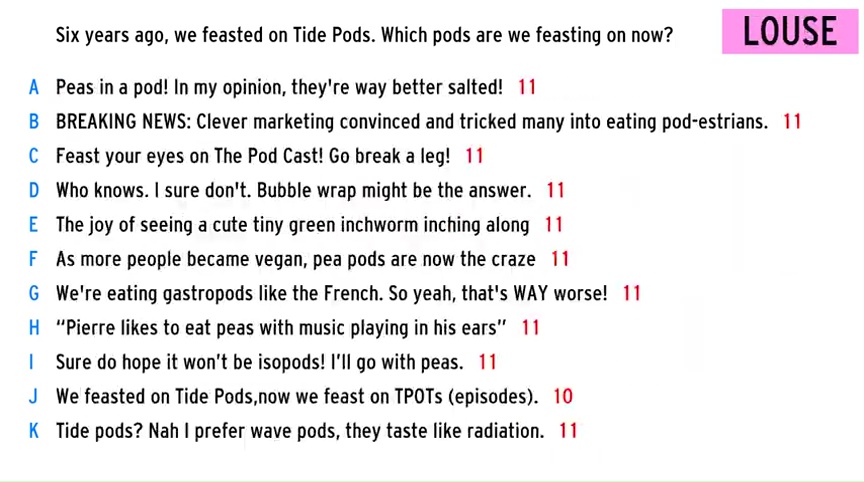 Six years ago, we feasted on Tide Pods. Which pods are we feasting on now?
LOUSE
A Peas in a pod! In my opinion, they're way better salted! 11
B BREAKING NEWS: Clever marketing convinced and tricked many into eating pod-estrians. 11
C Feast your eyes on The Pod Cast! Go break a leg! 11
D Who knows. I sure don't. Bubble wrap might be the answer. 11
E The joy of seeing a cute tiny green inchworm inching along 11
F As more people became vegan, pea pods are now the craze 11
G We're eating gastropods like the French. So yeah, that's WAY worse! 11
H “Pierre likes to eat peas with music playing in his ears” 11
I Sure do hope it won’t be isopods! I’ll go with peas. 11
J We feasted on Tide Pods,now we feast on TPOTs (episodes). 10
K Tide pods? Nah I prefer wave pods, they taste like radiation. 11